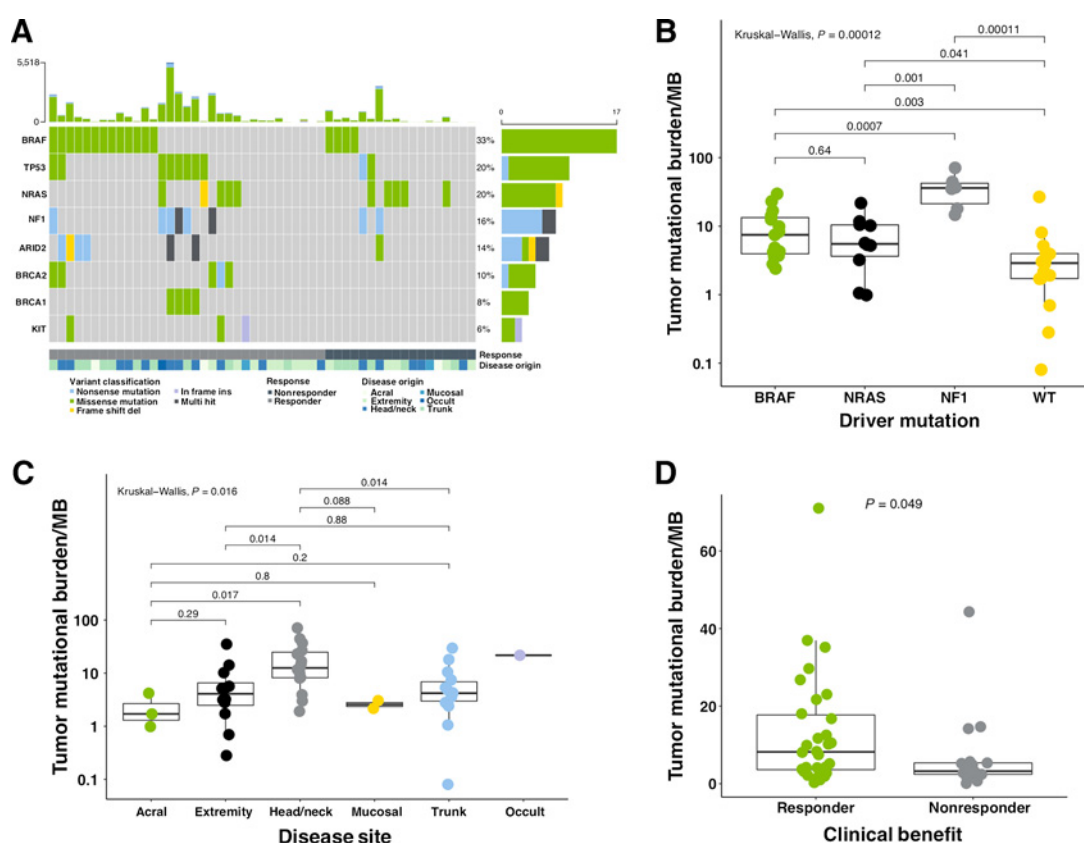 A
5,518
0
0 17
BRAF 33%
TP53 20%
NRAS 20%
NF1 16%
ARID2 14%
BRCA2 10%
BRCA1 8%
KIT 6%
Response
Disease origin
Variant classification
Nonsense mutation
Missense mutation
Frame shift del
In frame ins
Multi hit
Response
Nonresponder
Responder
Disease origin
Acral
Extremity
Head/neck
Mucosal
Occult
Trunk
B
Kruskal–Wallis, P = 0.00012
0.00011
0.041
0.001
0.003
0.0007
0.64
Tumor mutational burden/MB
100
10
1
0.1
BRAF NRAS NF1 WT
Driver mutation
C
Kruskal–Wallis, P = 0.016
0.014
0.088
0.88
0.014
0.2
0.8
0.017
0.29
Tumor mutational burden/MB
100
10
1
0.1
Acral Extremity Head/neck Mucosal Trunk Occult
Disease site
D
P = 0.049
Tumor mutational burden/MB
60
40
20
0
Responder Nonresponder
Clinical benefit